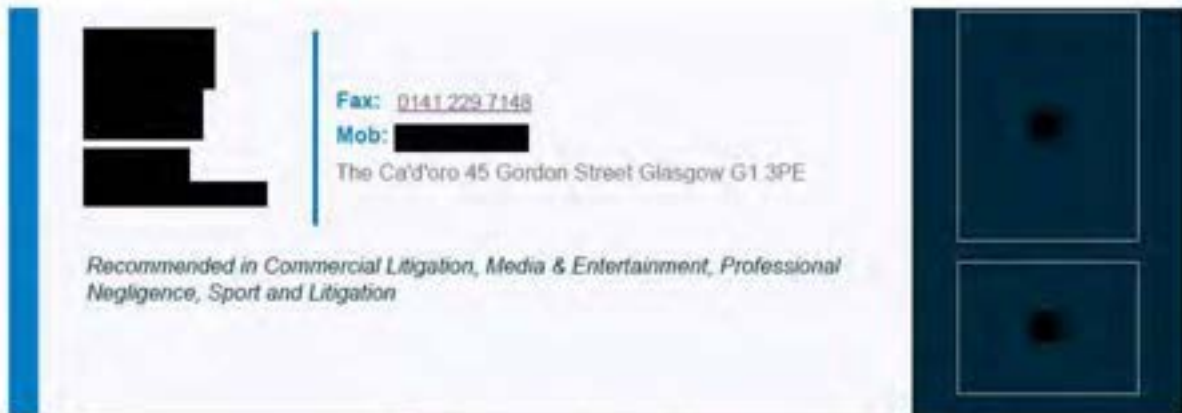 Fax: 0141 229 7148
Mob:
The Ca'd'oro 45 Gordon Street Glasgow G1 3PE
Recommended in Commercial Litigation, Media & Entertainment, Professional
Negligence, Sport and Litigation